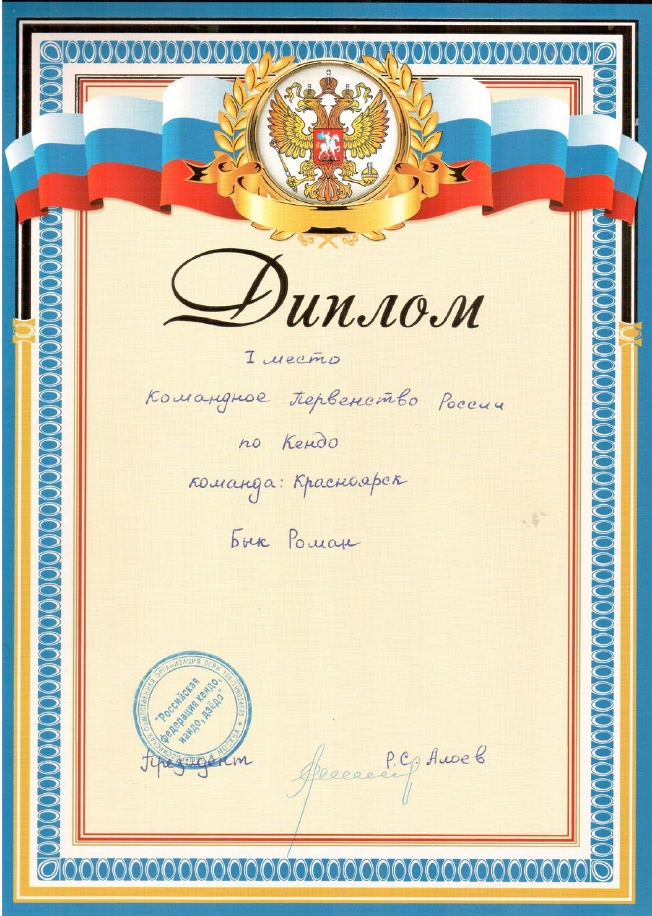 Диплом
I место
Командное Первенство России
по Кендо
команда: Красноярск
Бык Роман
"Российская
федерация кендо,
иайдо, дзёдо"
Президент
Р.С. Алоев